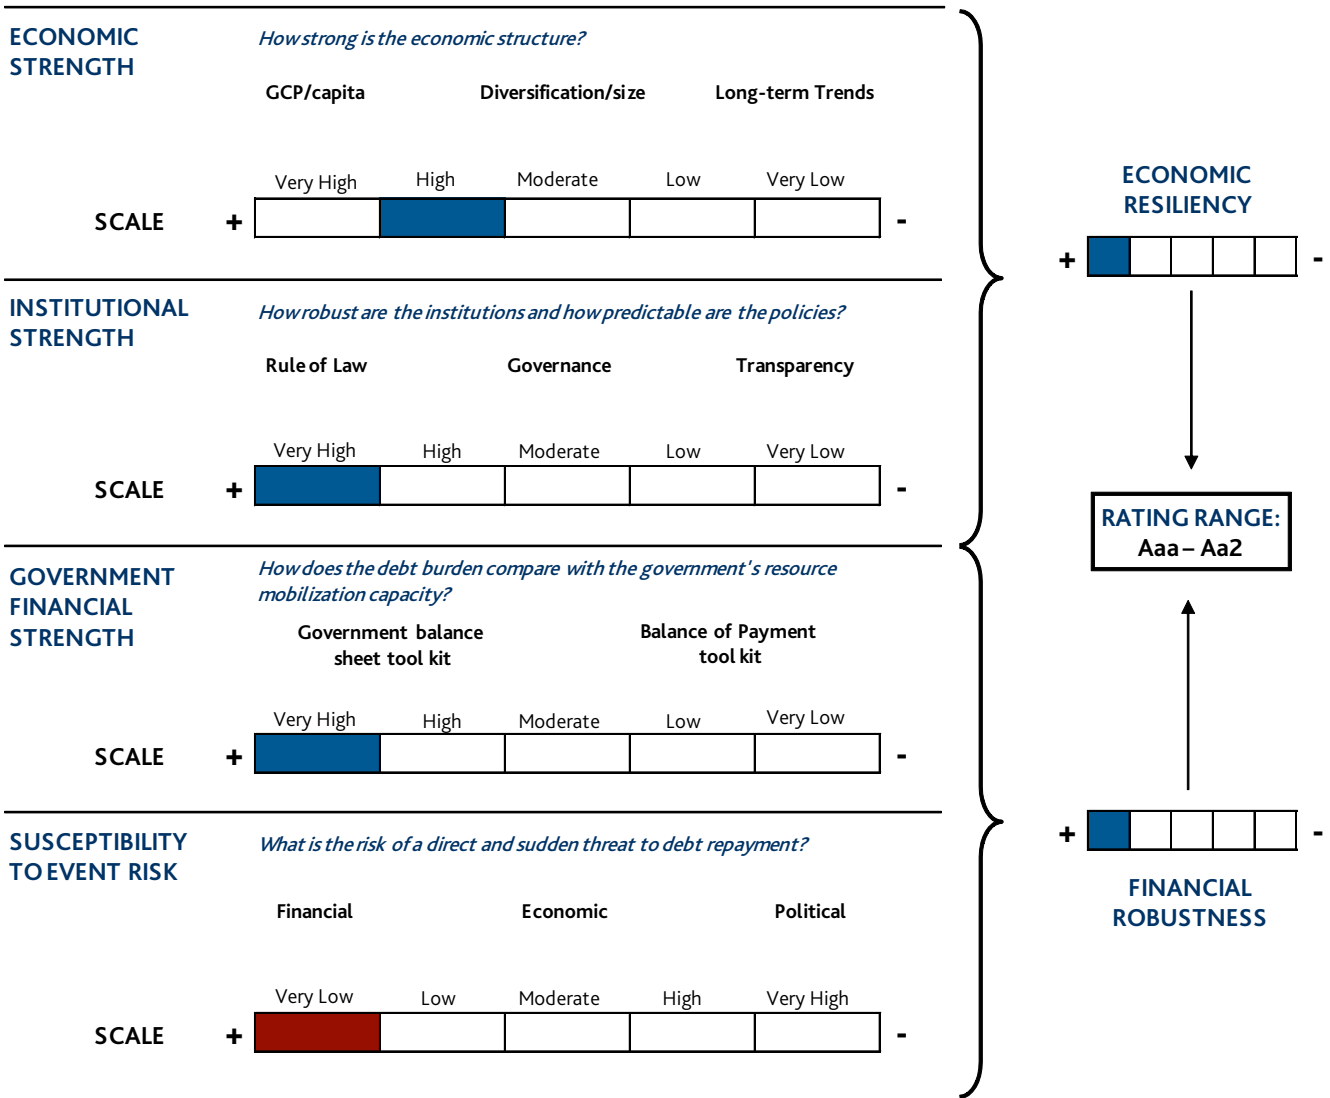 ECONOMIC
STRENGTH
How strong is the economic structure?
GCP/capita Diversification/size Long-term Trends
Very High High Moderate Low Very Low
SCALE + -
INSTITUTIONAL
STRENGTH
How robust are the institutions and how predictable are the policies?
Rule of Law Governance Transparency
Very High High Moderate Low Very Low
SCALE + -
GOVERNMENT
FINANCIAL
STRENGTH
How does the debt burden compare with the government's resource
mobilization capacity?
Government balance
sheet tool kit
Balance of Payment
tool kit
Very High High Moderate Low Very Low
SCALE + -
SUSCEPTIBILITY
TO EVENT RISK
What is the risk of a direct and sudden threat to debt repayment?
Financial Economic Political
Very Low Low Moderate High Very High
SCALE + -
ECONOMIC
RESILIENCY
+ -
RATING RANGE:
Aaa – Aa2
+ -
FINANCIAL
ROBUSTNESS